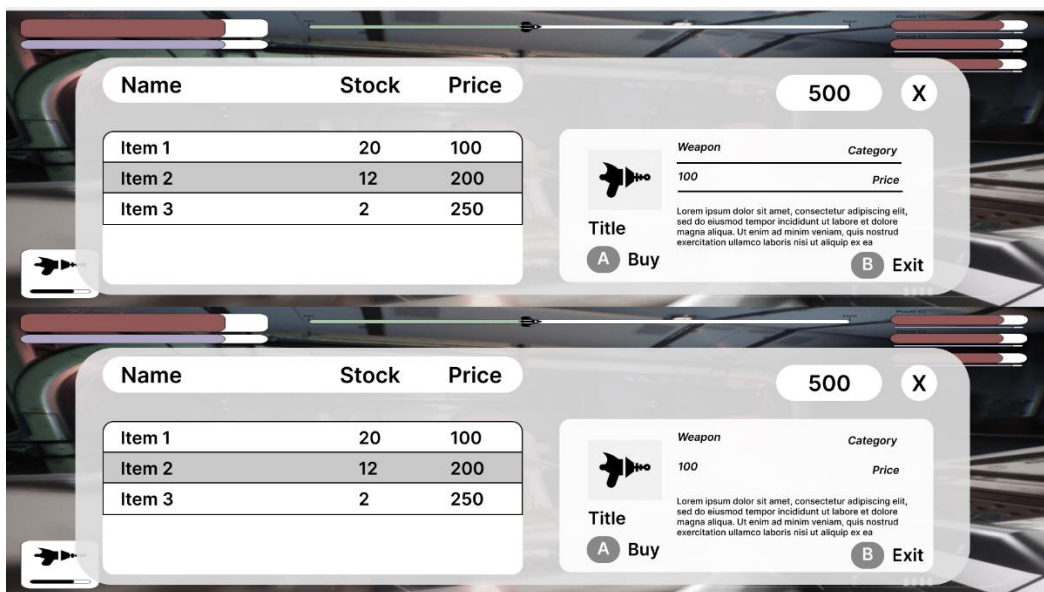 Name Stock Price
500 X
Item 1 20 100
Item 2 12 200
Item 3 2 250
Weapon Category
100 Price
Lorem ipsum dolor sit amet, consectetur adipiscing elit,
sed do eiusmod tempor incididunt ut labore et dolore
magna aliqua. Ut enim ad minim veniam, quis nostrud
exercitation ullamco laboris nisi ut aliquip ex ea
Title
A Buy
B Exit
Name Stock Price
500 X
Item 1 20 100
Item 2 12 200
Item 3 2 250
Weapon Category
100 Price
Lorem ipsum dolor sit amet, consectetur adipiscing elit,
sed do eiusmod tempor incididunt ut labore et dolore
magna aliqua. Ut enim ad minim veniam, quis nostrud
exercitation ullamco laboris nisi ut aliquip ex ea
Title
A Buy
B Exit